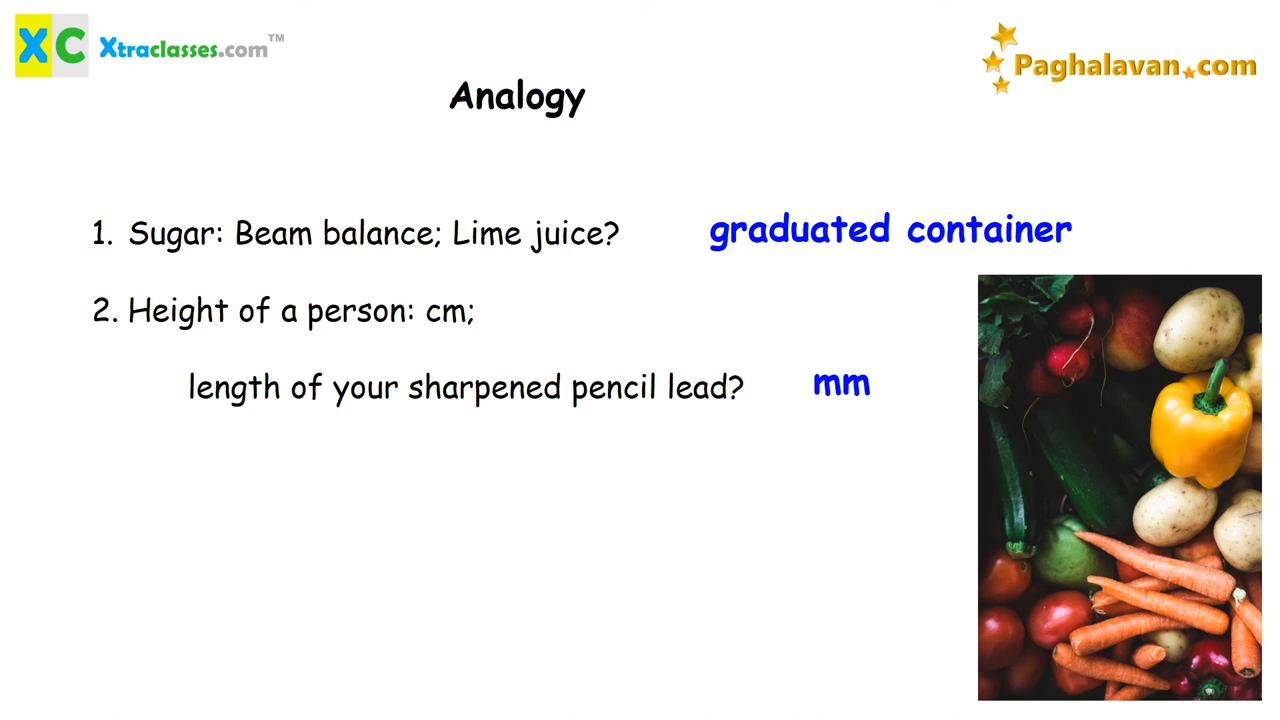 XC Xtraclasses.com™
Paghalavan.com
Analogy
1. Sugar: Beam balance; Lime juice? graduated container
2. Height of a person: cm;
length of your sharpened pencil lead? mm